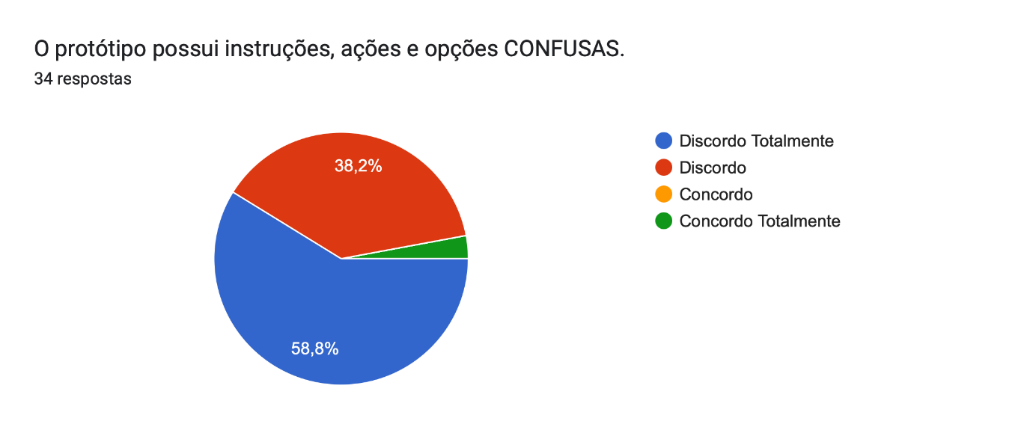 O protótipo possui instruções, ações e opções CONFUSAS.
34 respostas
38,2%
58,8%
Discordo Totalmente
Discordo
Concordo
Concordo Totalmente